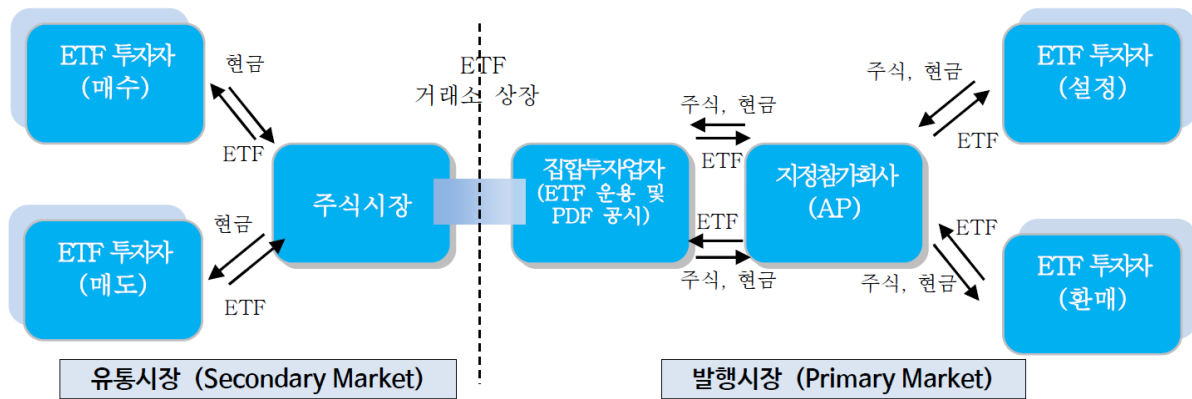 ETF 투자자
(매수)
현금
ETF
ETF
거래소 상장
주식시장
ETF 투자자
(매도)
현금
ETF
집합투자업자
(ETF 운용 및
PDF 공시)
주식, 현금
ETF
ETF
주식, 현금
지정참가회사
(AP)
주식, 현금
ETF
ETF 투자자
(설정)
ETF
주식, 현금
ETF 투자자
(환매)
유통시장 (Secondary Market)
발행시장 (Primary Market)